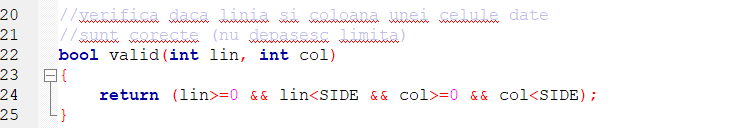 20 //verifica daca linia si coloana unei celule date
21 //sunt corecte (nu depasesc limita)
22 bool valid(int lin, int col)
23 {
24 return (lin>=0 && lin<SIDE && col>=0 && col<SIDE);
25 }